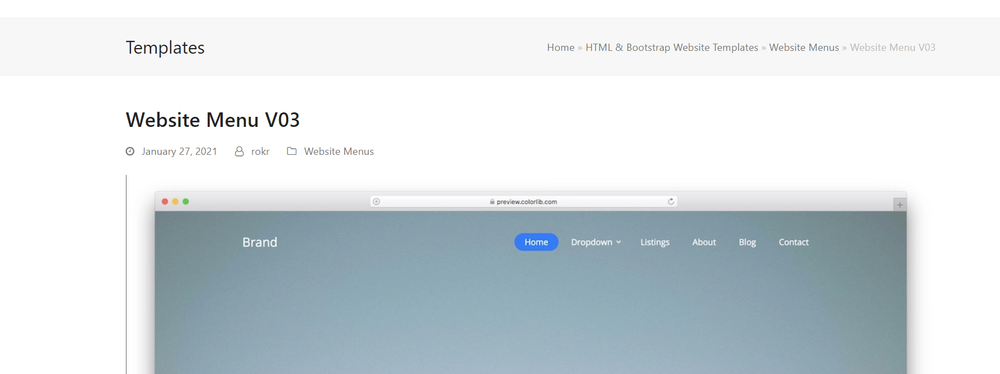 Templates
Home » HTML & Bootstrap Website Templates » Website Menus » Website Menu V03
Website Menu V03
January 27, 2021 rokr Website Menus
preview.colorlib.com
Brand Home Dropdown Listings About Blog Contact